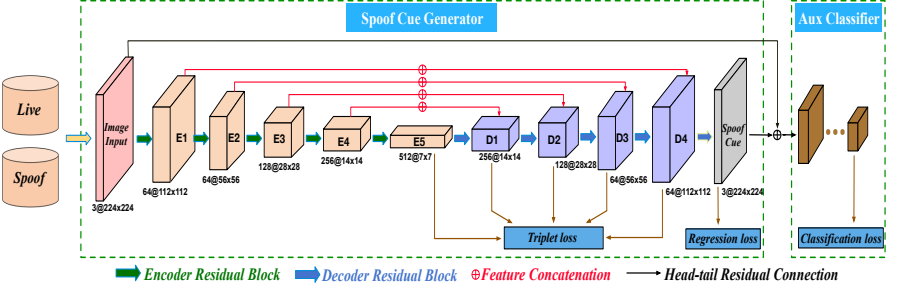 Spoof Cue Generator
Aux Classifier
Live
Spoof
Image Input
3@224x224
E1
64@112x112
E2
64@56x56
E3
128@28x28
E4
256@14x14
E5
512@7x7
D1
256@14x14
D2
128@28x28
D3
64@56x56
D4
64@112x112
Spoof
Cue
3@224x224
Triplet loss
Regression loss
Classification loss
Encoder Residual Block
Decoder Residual Block
Feature Concatenation
Head-tail Residual Connection